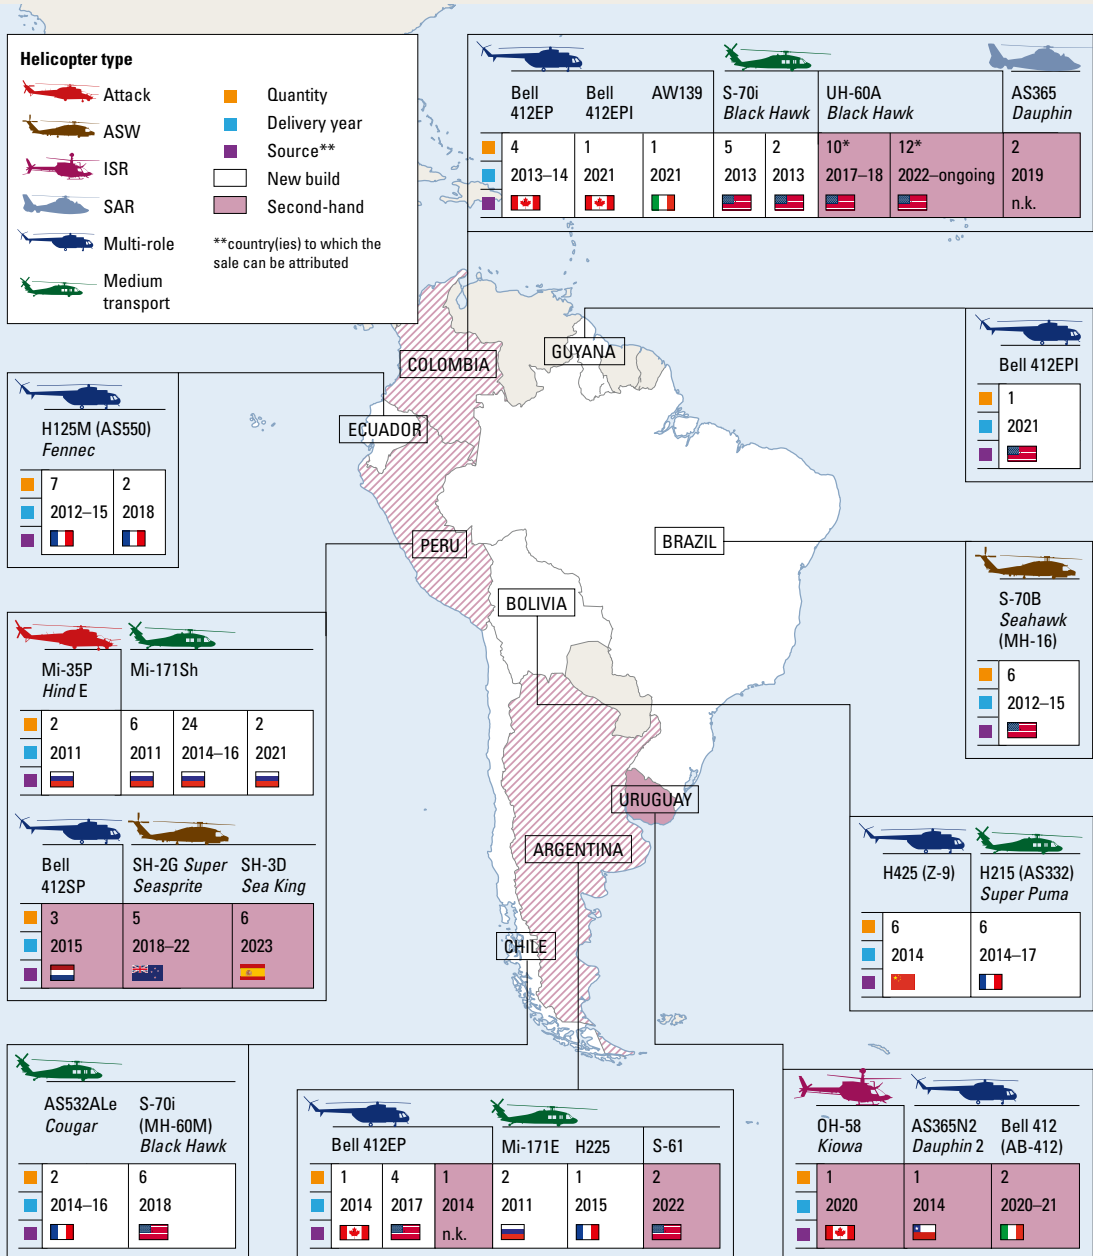 Helicopter type
Attack
ASW
ISR
SAR
Multi-role
Medium
transport
Quantity
Delivery year
Source**
New build
Second-hand
**country(ies) to which the
sale can be attributed
Bell
412EP
Bell
412EPI
AW139
S-70i
Black Hawk
UH-60A
Black Hawk
AS365
Dauphin
4 1 1 5 2 10* 12* 2
2013–14 2021 2021 2013 2013 2017–18 2022–ongoing 2019
n.k.
COLOMBIA
GUYANA
ECUADOR
PERU
BRAZIL
BOLIVIA
URUGUAY
ARGENTINA
CHILE
Bell 412EPI
1
2021
H125M (AS550)
Fennec
7 2
2012–15 2018
S-70B
Seahawk
(MH-16)
6
2012–15
Mi-35P
Hind E
Mi-171Sh
2 6 24 2
2011 2011 2014–16 2021
Bell
412SP
SH-2G Super
Seasprite
SH-3D
Sea King
3 5 6
2015 2018–22 2023
H425 (Z-9)
H215 (AS332)
Super Puma
6 6
2014 2014–17
AS532ALe
Cougar
S-70i
(MH-60M)
Black Hawk
2 6
2014–16 2018
Bell 412EP
Mi-171E
H225
S-61
1 4 1 2 1 2
2014 2017 2014 2011 2015 2022
n.k.
OH-58
Kiowa
AS365N2
Dauphin 2
Bell 412
(AB-412)
1 1 2
2020 2014 2020–21